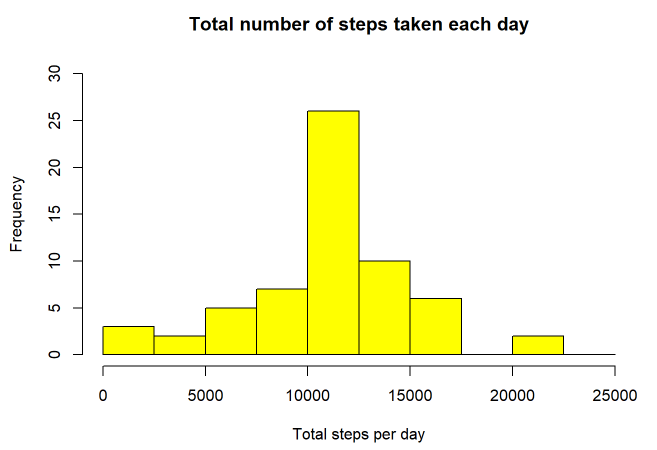 Total number of steps taken each day
30
25
20
15
10
5
0
Frequency
0 5000 10000 15000 20000 25000
Total steps per day